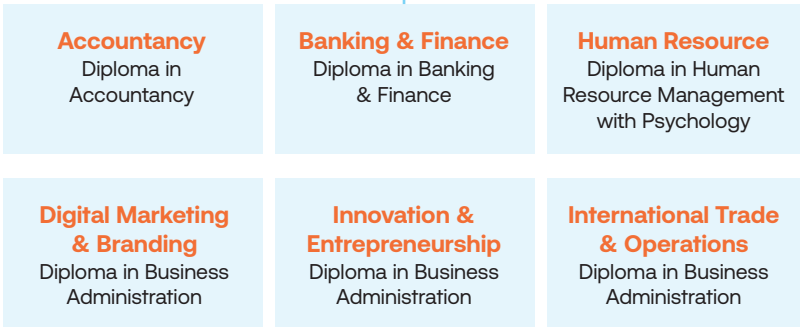 Accountancy
Diploma in
Accountancy
Banking & Finance
Diploma in Banking
& Finance
Human Resource
Diploma in Human
Resource Management
with Psychology
Digital Marketing
& Branding
Diploma in Business
Administration
Innovation &
Entrepreneurship
Diploma in Business
Administration
International Trade
& Operations
Diploma in Business
Administration